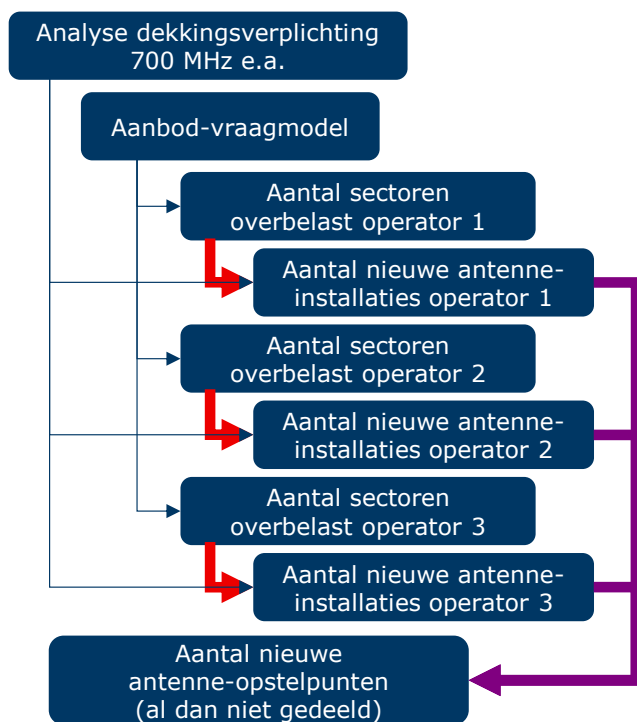 Analyse dekkingsverplichting
700 MHz e.a.
Aanbod-vraagmodel
Aantal sectoren
overbelast operator 1
Aantal nieuwe antenne-
installaties operator 1
Aantal sectoren
overbelast operator 2
Aantal nieuwe antenne-
installaties operator 2
Aantal sectoren
overbelast operator 3
Aantal nieuwe antenne-
installaties operator 3
Aantal nieuwe
antenne-opstelpunten
(al dan niet gedeeld)